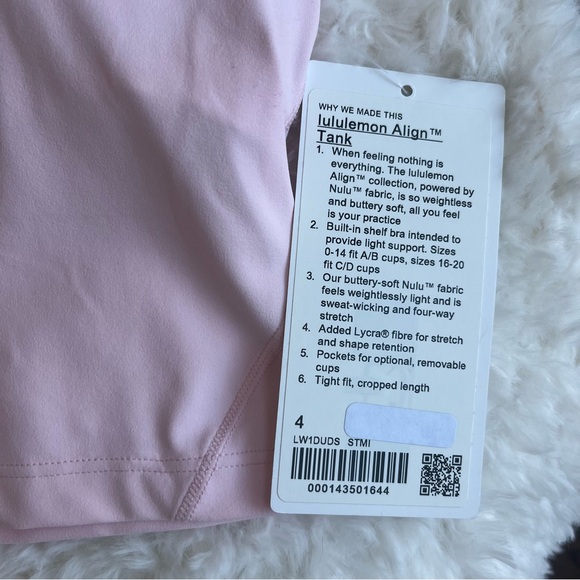 WHY WE MADE THIS
lululemon Align™
Tank
1. When feeling nothing is
everything. The lululemon
Align™ collection, powered by
Nulu™ fabric, is so weightless
and buttery soft, all you feel
is your practice
2. Built-in shelf bra intended to
provide light support. Sizes
0-14 fit A/B cups, sizes 16-20
fit C/D cups
3. Our buttery-soft Nulu™ fabric
feels weightlessly light and is
sweat-wicking and four-way
stretch
4. Added Lycra® fibre for stretch
and shape retention
5. Pockets for optional, removable
cups
6. Tight fit, cropped length
4
LW1DUDS STMI
000143501644